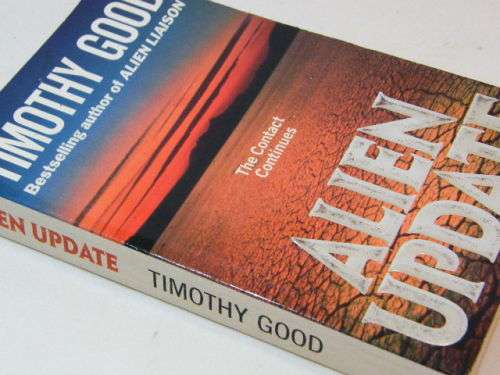 TIMOTHY GOOD
Bestselling author of ALIEN LIAISON
The Contact
Continues
ALIEN
UPDATE
EN UPDATE TIMOTHY GOOD